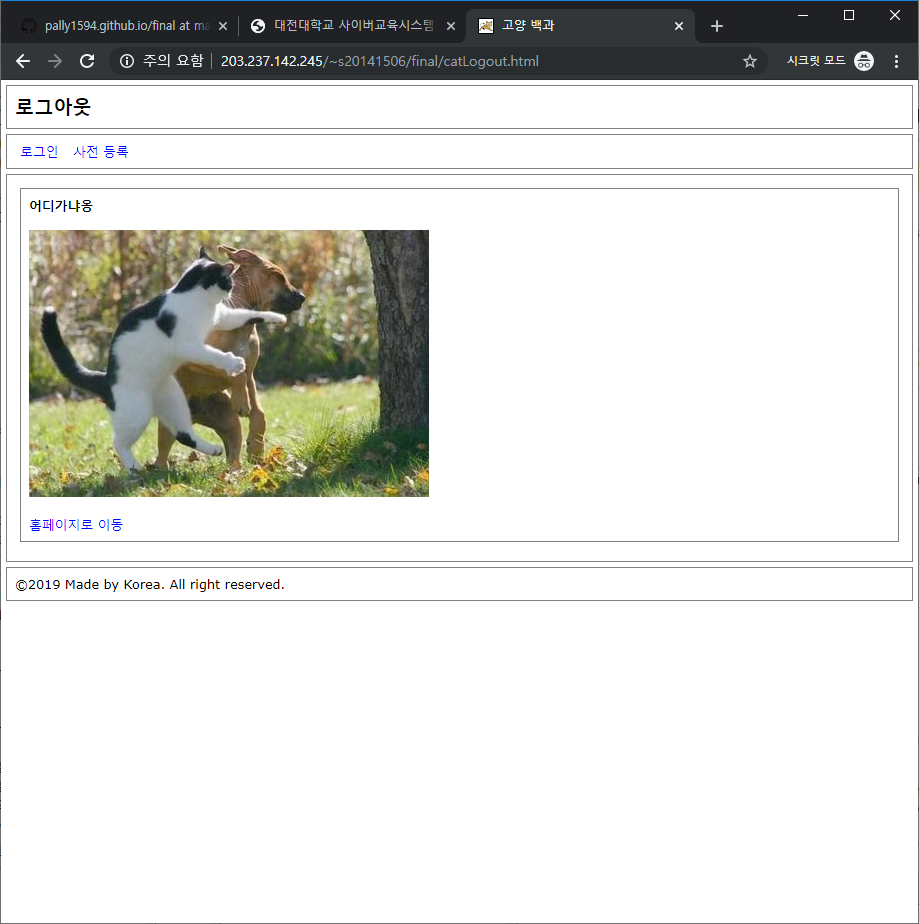 pally1594.github.io/final at ma
대전대학교 사이버교육시스템
고양 백과
주의 요함
203.237.142.245/~s20141506/final/catLogout.html
시크릿 모드
로그아웃
로그인 사전 등록
어디가냐옹
홈페이지로 이동
©2019 Made by Korea. All right reserved.